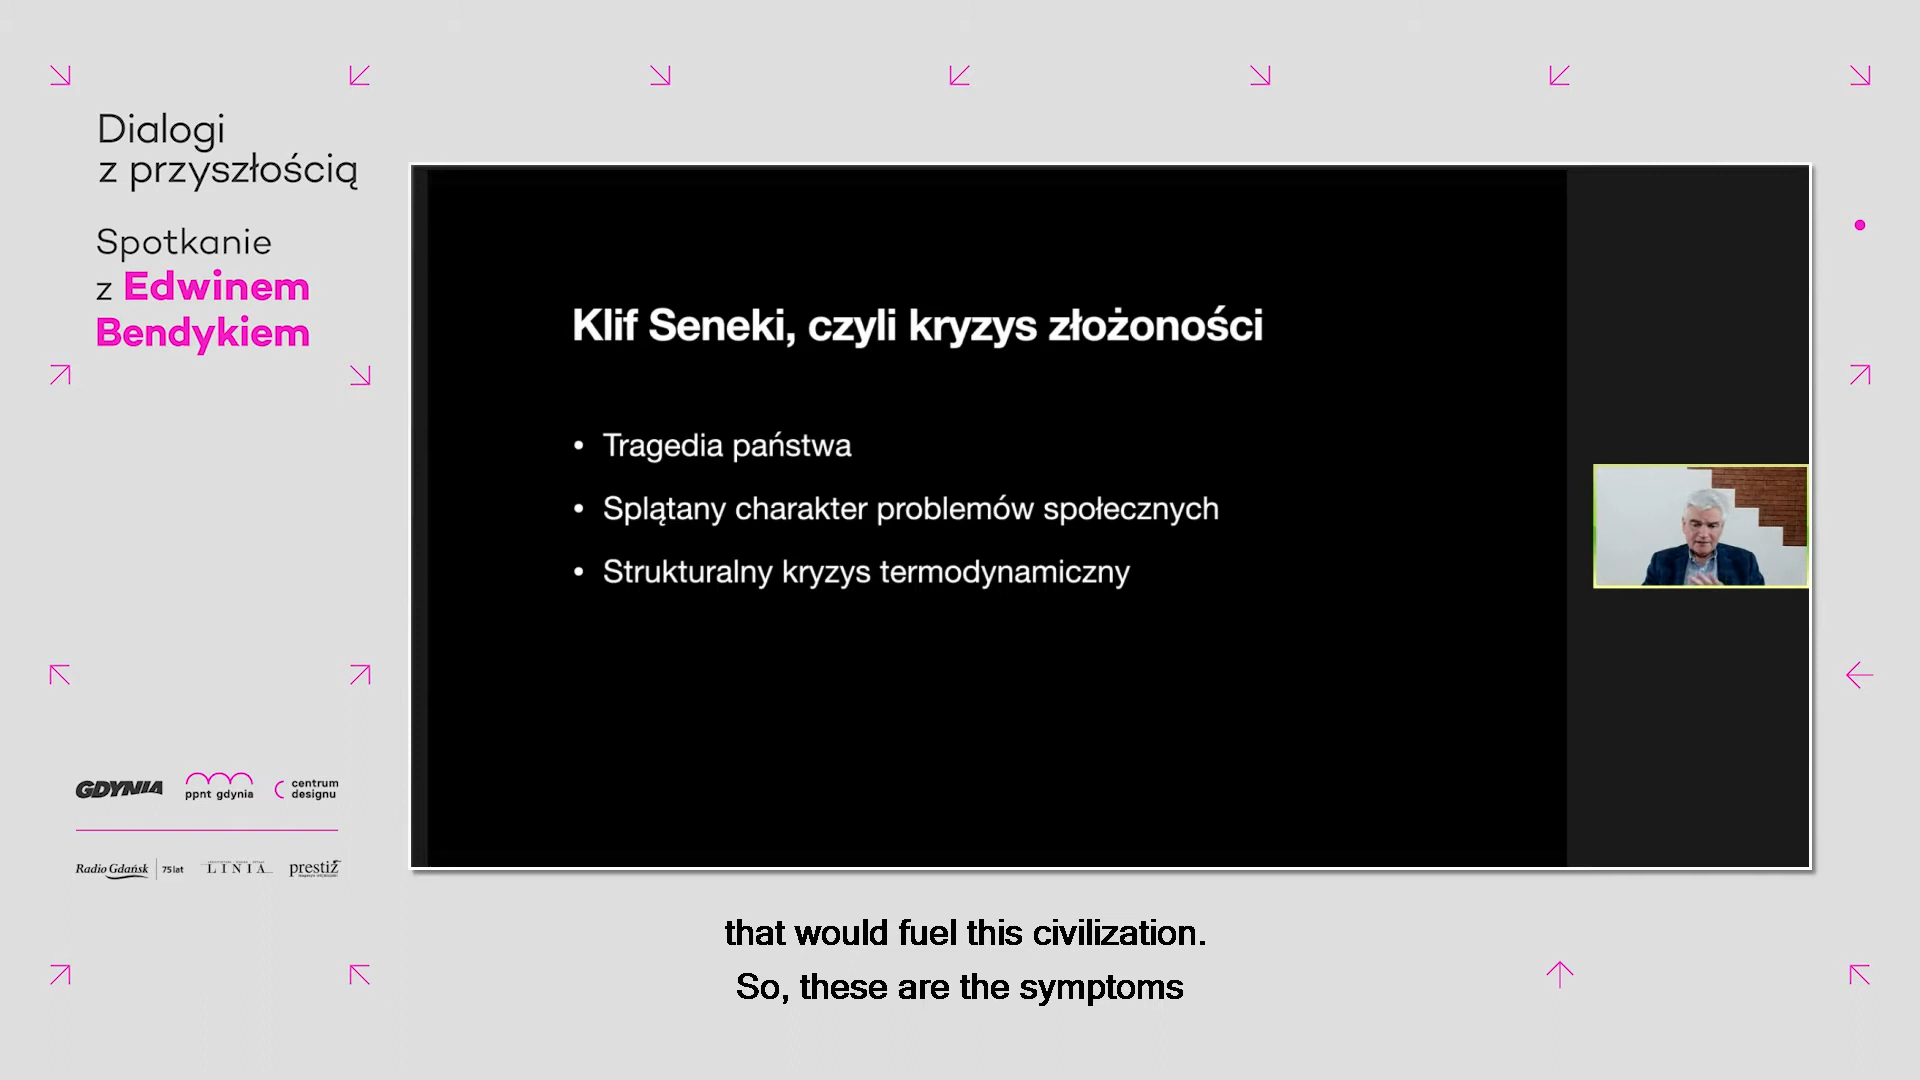 Dialogi
z przyszłością
Spotkanie
z Edwinem
Bendykiem
Klif Seneki, czyli kryzys złożoności
• Tragedia państwa
• Splątany charakter problemów społecznych
• Strukturalny kryzys termodynamiczny
GDYNIA
ppnt gdynia
centrum
designu
Radio Gdańsk 75 lat
LINIA
prestiż
that would fuel this civilization.
So, these are the symptoms